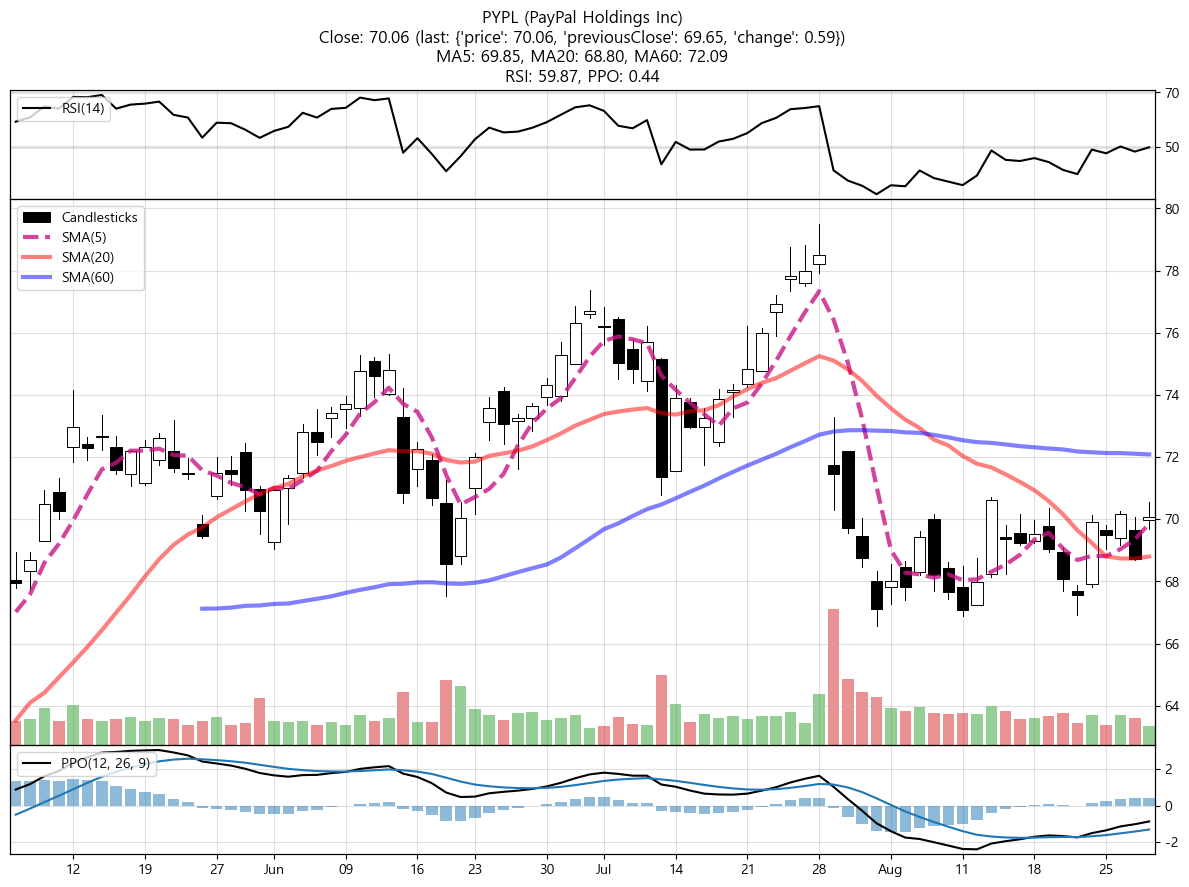 PYPL (PayPal Holdings Inc)
Close: 70.06 (last: {'price': 70.06, 'previousClose': 69.65, 'change': 0.59})
MA5: 69.85, MA20: 68.80, MA60: 72.09
RSI: 59.87, PPO: 0.44
RSI(14)
70
50
Candlesticks
SMA(5)
SMA(20)
SMA(60)
80
78
76
74
72
70
68
66
64
PPO(12, 26, 9)
2
0
-2
12 19 27 Jun 09 16 23 30 Jul 14 21 28 Aug 11 18 25